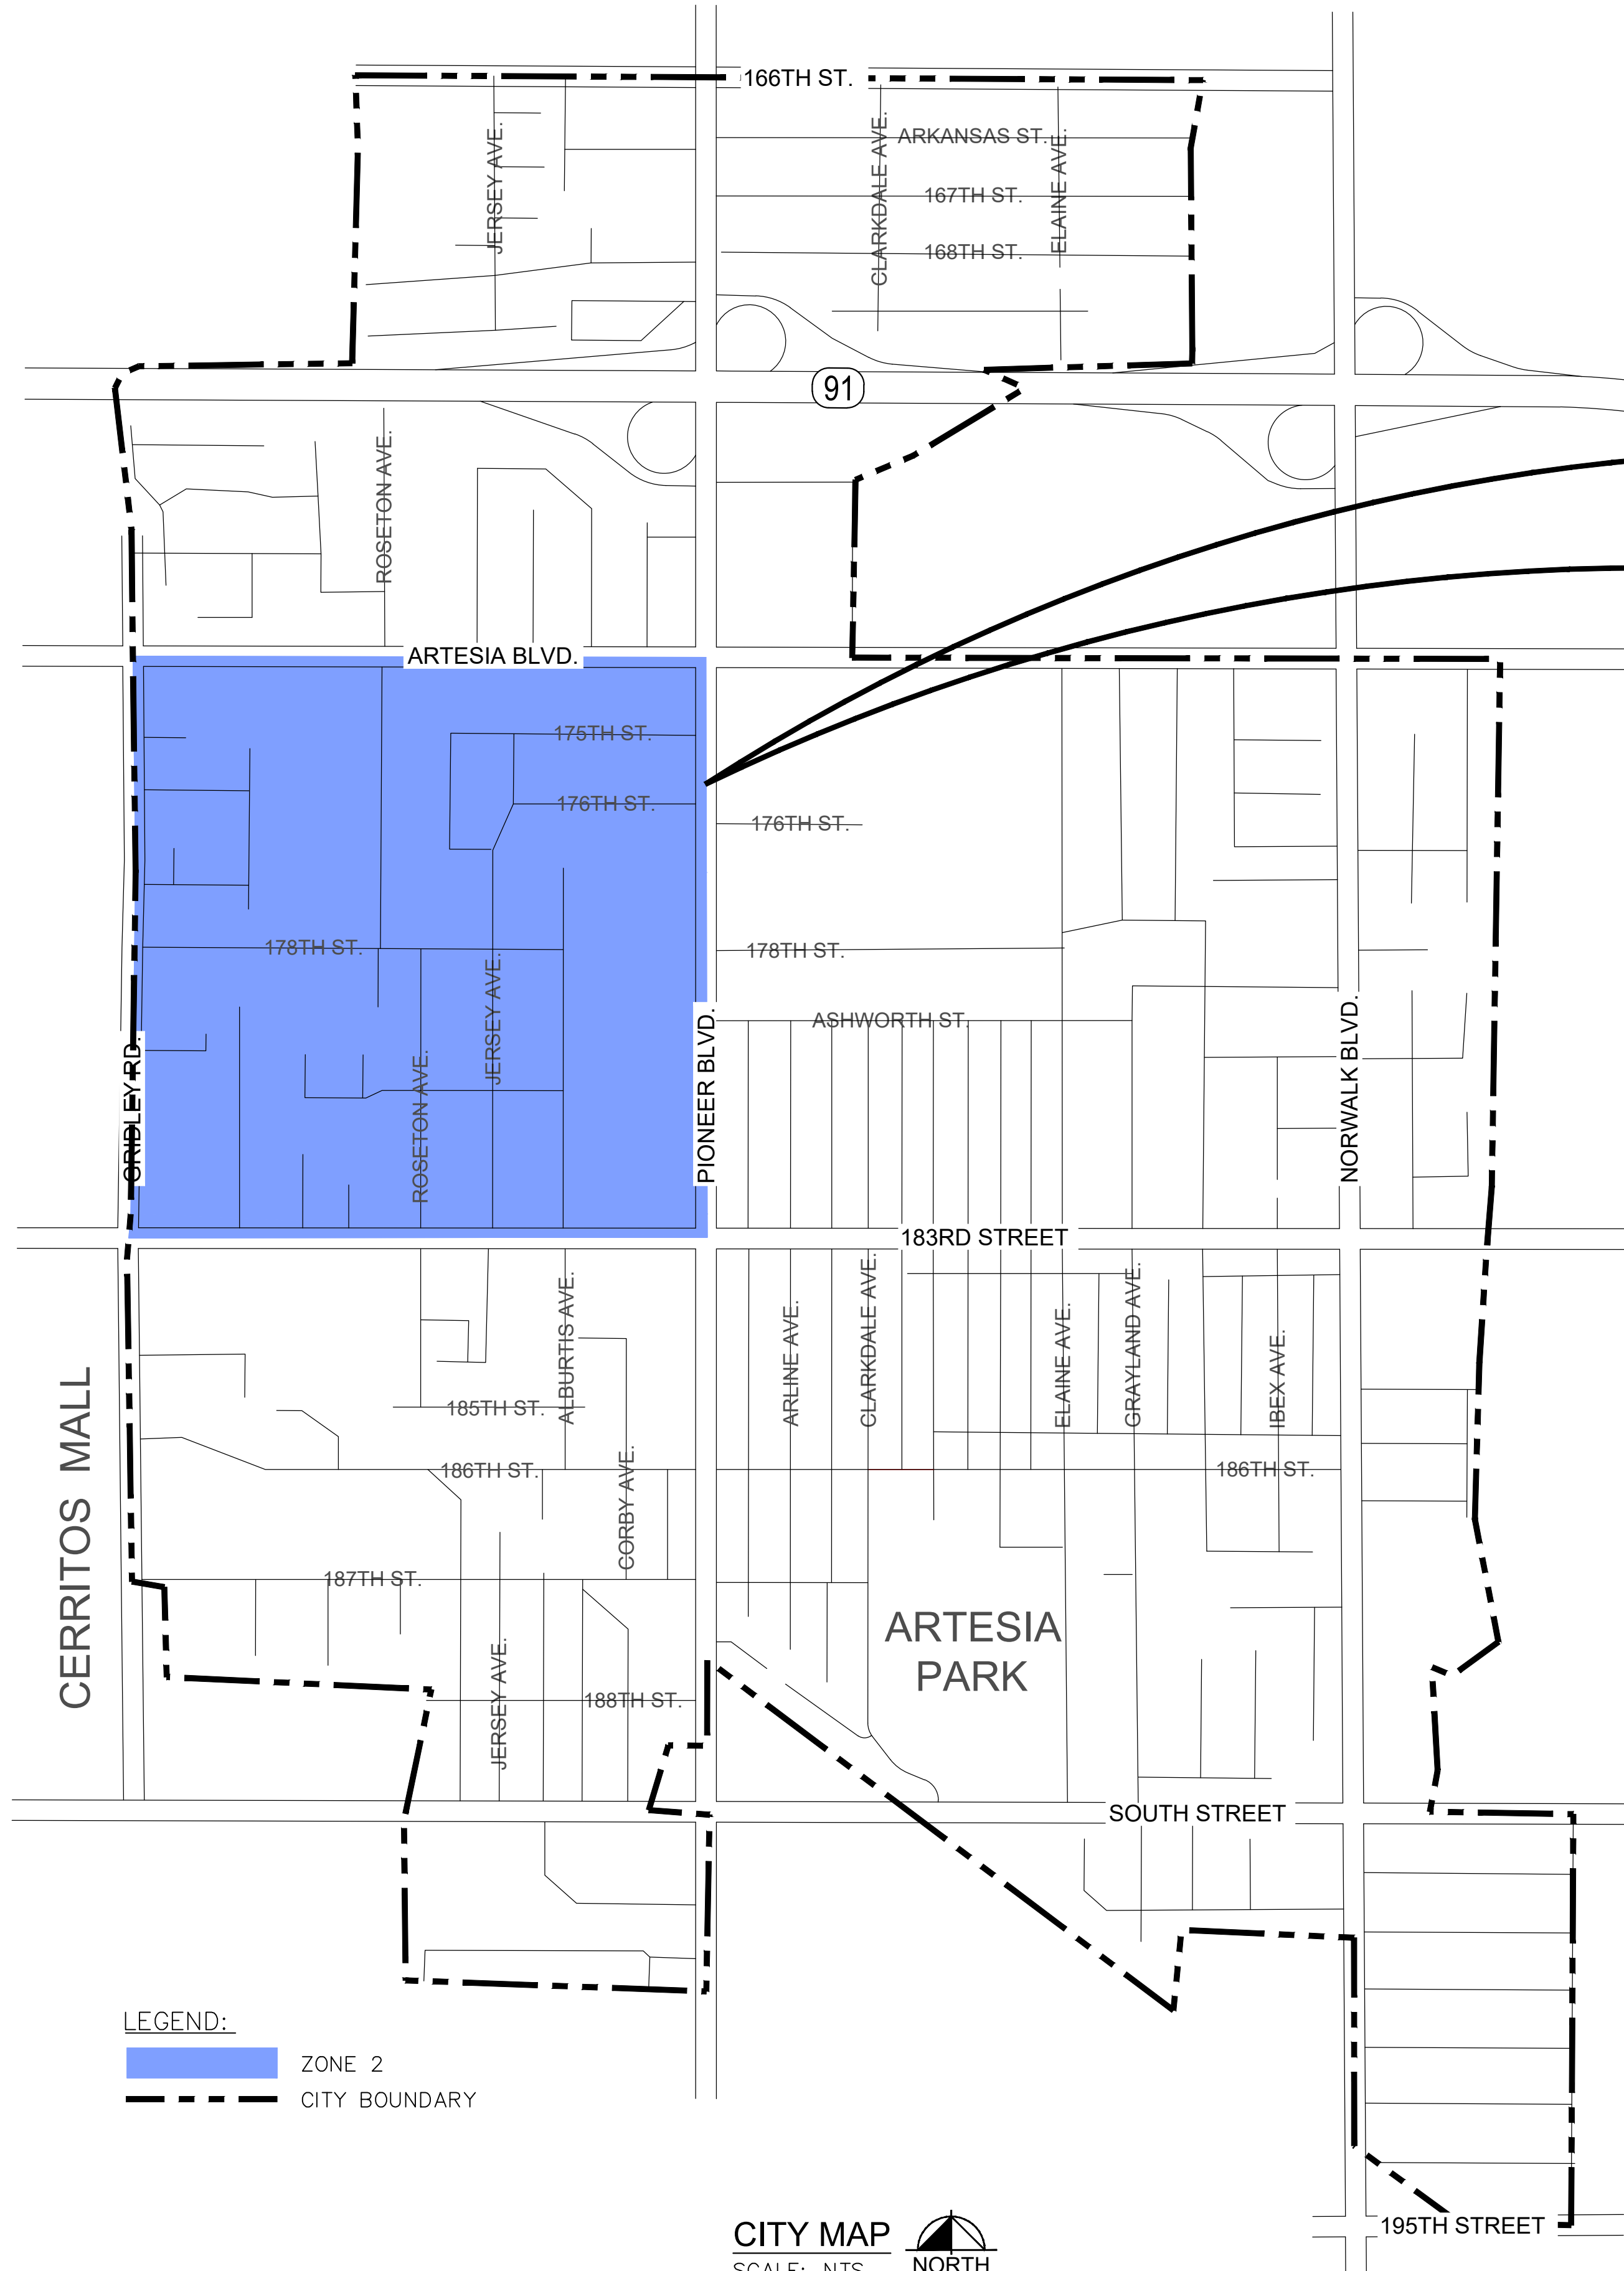 166TH ST.
ARKANSAS ST.
JERSEY AVE.
CLARKDALE AVE.
ELAINE AVE.
167TH ST.
168TH ST.
91
ROSETON AVE.
ARTESIA BLVD.
175TH ST.
176TH ST.
176TH ST.
178TH ST.
178TH ST.
JERSEY AVE.
ASHWORTH ST.
GRIDLEY RD.
ROSETON AVE.
PIONEER BLVD.
NORWALK BLVD.
183RD STREET
ALBURTIS AVE.
ARLINE AVE.
CLARKDALE AVE.
ELAINE AVE.
GRAYLAND AVE.
IBEX AVE.
CERRITOS MALL
185TH ST.
186TH ST.
186TH ST.
CORBY AVE.
187TH ST.
ARTESIA
PARK
JERSEY AVE.
188TH ST.
SOUTH STREET
LEGEND:
ZONE 2
CITY BOUNDARY
195TH STREET
CITY MAP
SCALE: NTS
NORTH